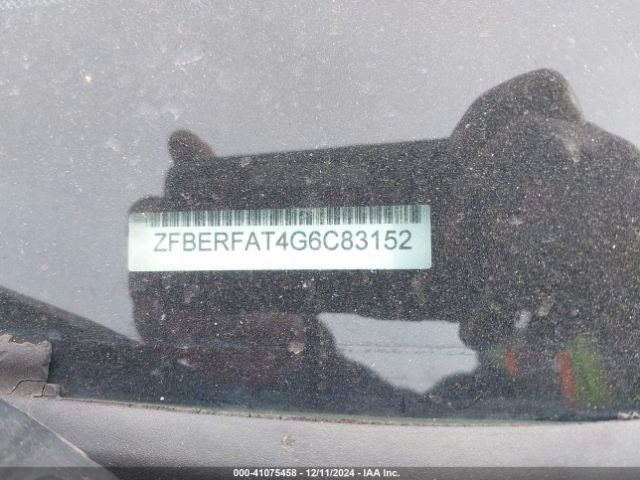 ZFBERFAT4G6C83152
000-41075458 - 12/11/2024 - IAA Inc.